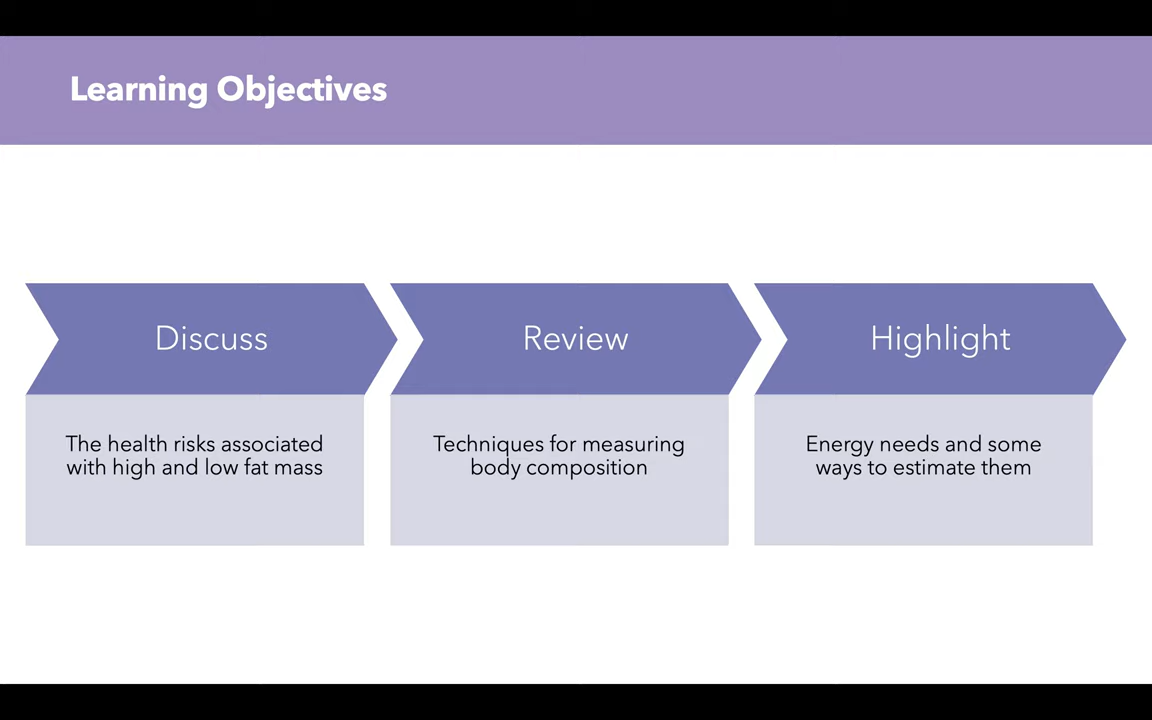 Learning Objectives
Discuss
The health risks associated
with high and low fat mass
Review
Techniques for measuring
body composition
Highlight
Energy needs and some
ways to estimate them